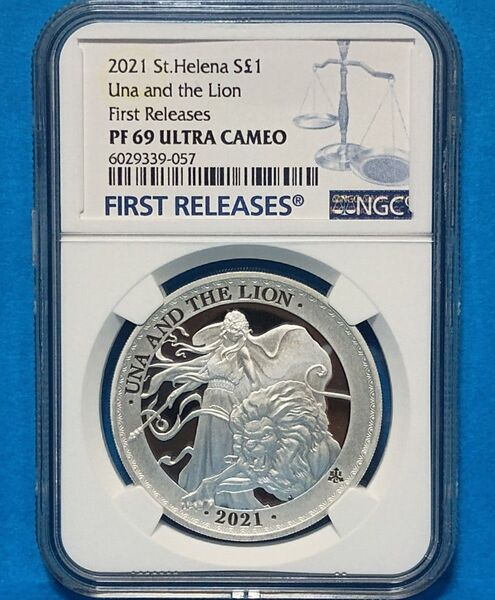 2021 St.Helena S£1
Una and the Lion
First Releases
PF 69 ULTRA CAMEO
6029339-057
FIRST RELEASES®
NGC
· UNA AND THE LION ·
· 2021 ·